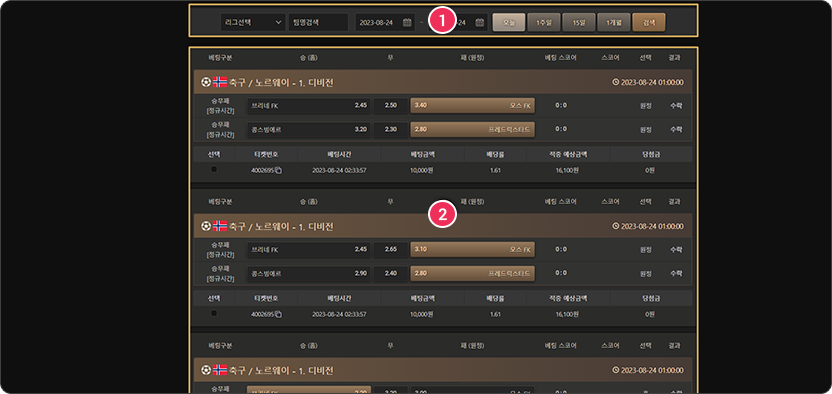 리그선택 팀명검색 2023-08-24 - -24 오늘 1주일 15일 1개월 검색
1
배팅구분 승 (홈) 무 패 (원정) 베팅 스코어 스코어 선택 결과
축구 / 노르웨이 - 1. 디비전 2023-08-24 01:00:00
승무패
[정규시간] 브리네 FK 2.45 2.50 3.40 모스 FK 0 : 0 원정 수락
승무패
[정규시간] 콩스빙에르 3.20 2.30 2.80 프레드릭스타드 0 : 0 원정 수락
선택 티켓번호 베팅시간 베팅금액 배당률 적중 예상금액 당첨금
4002695 2023-08-24 02:33:57 10,000원 1.61 16,100원 0원
배팅구분 승 (홈) 무 패 (원정) 베팅 스코어 스코어 선택 결과
2
축구 / 노르웨이 - 1. 디비전 2023-08-24 01:00:00
승무패
[정규시간] 브리네 FK 2.45 2.65 3.10 모스 FK 0 : 0 원정 수락
승무패
[정규시간] 콩스빙에르 2.90 2.40 2.80 프레드릭스타드 0 : 0 원정 수락
선택 티켓번호 베팅시간 베팅금액 배당률 적중 예상금액 당첨금
4002695 2023-08-24 02:33:57 10,000원 1.61 16,100원 0원
배팅구분 승 (홈) 무 패 (원정) 베팅 스코어 스코어 선택 결과
축구 / 노르웨이 - 1. 디비전 2023-08-24 01:00:00
승무패